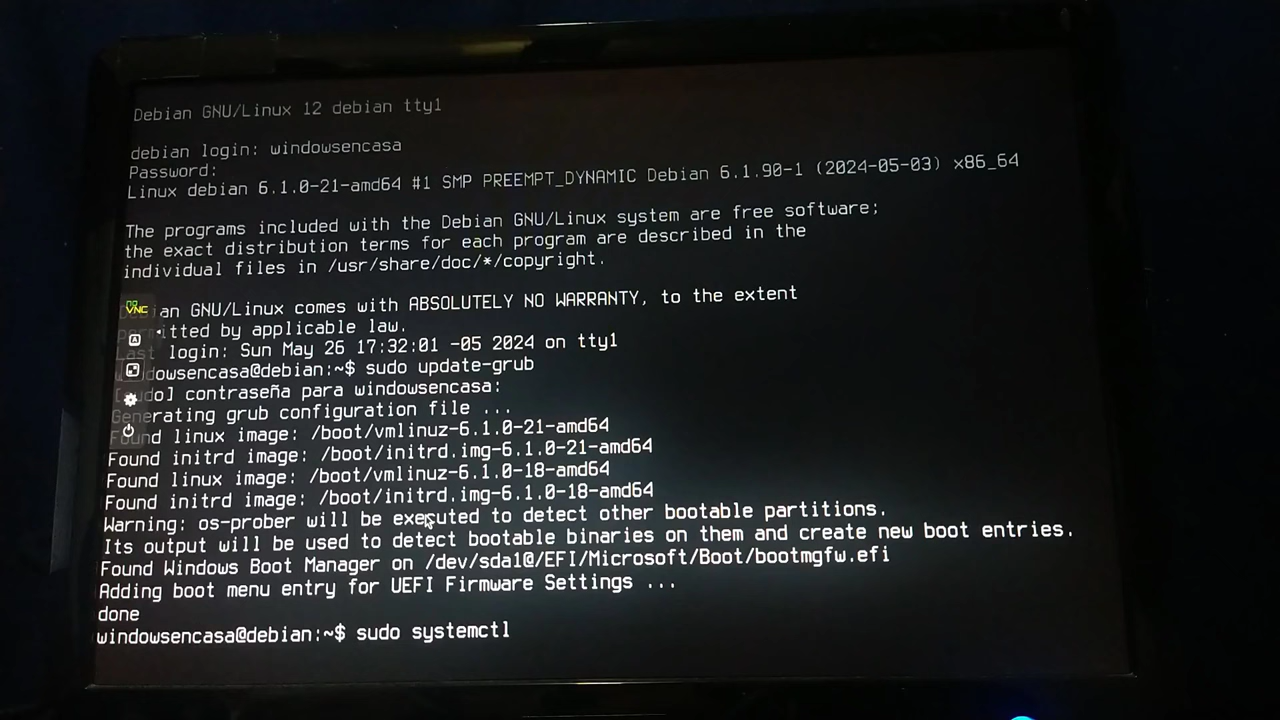 Debian GNU/Linux 12 debian tty1
debian login: windowsencasa
Password:
Linux debian 6.1.0-21-amd64 #1 SMP PREEMPT_DYNAMIC Debian 6.1.90-1 (2024-05-03) x86_64
The programs included with the Debian GNU/Linux system are free software;
the exact distribution terms for each program are described in the
individual files in /usr/share/doc/*/copyright.
Debian GNU/Linux comes with ABSOLUTELY NO WARRANTY, to the extent
permitted by applicable law.
Last login: Sun May 26 17:32:01 -05 2024 on tty1
windowsencasa@debian:~$ sudo update-grub
[sudo] contraseña para windowsencasa:
Generating grub configuration file ...
Found linux image: /boot/vmlinuz-6.1.0-21-amd64
Found initrd image: /boot/initrd.img-6.1.0-21-amd64
Found linux image: /boot/vmlinuz-6.1.0-18-amd64
Found initrd image: /boot/initrd.img-6.1.0-18-amd64
Warning: os-prober will be executed to detect other bootable partitions.
Its output will be used to detect bootable binaries on them and create new boot entries.
Found Windows Boot Manager on /dev/sda1@/EFI/Microsoft/Boot/bootmgfw.efi
Adding boot menu entry for UEFI Firmware Settings ...
done
windowsencasa@debian:~$ sudo systemctl
no
VNC
A